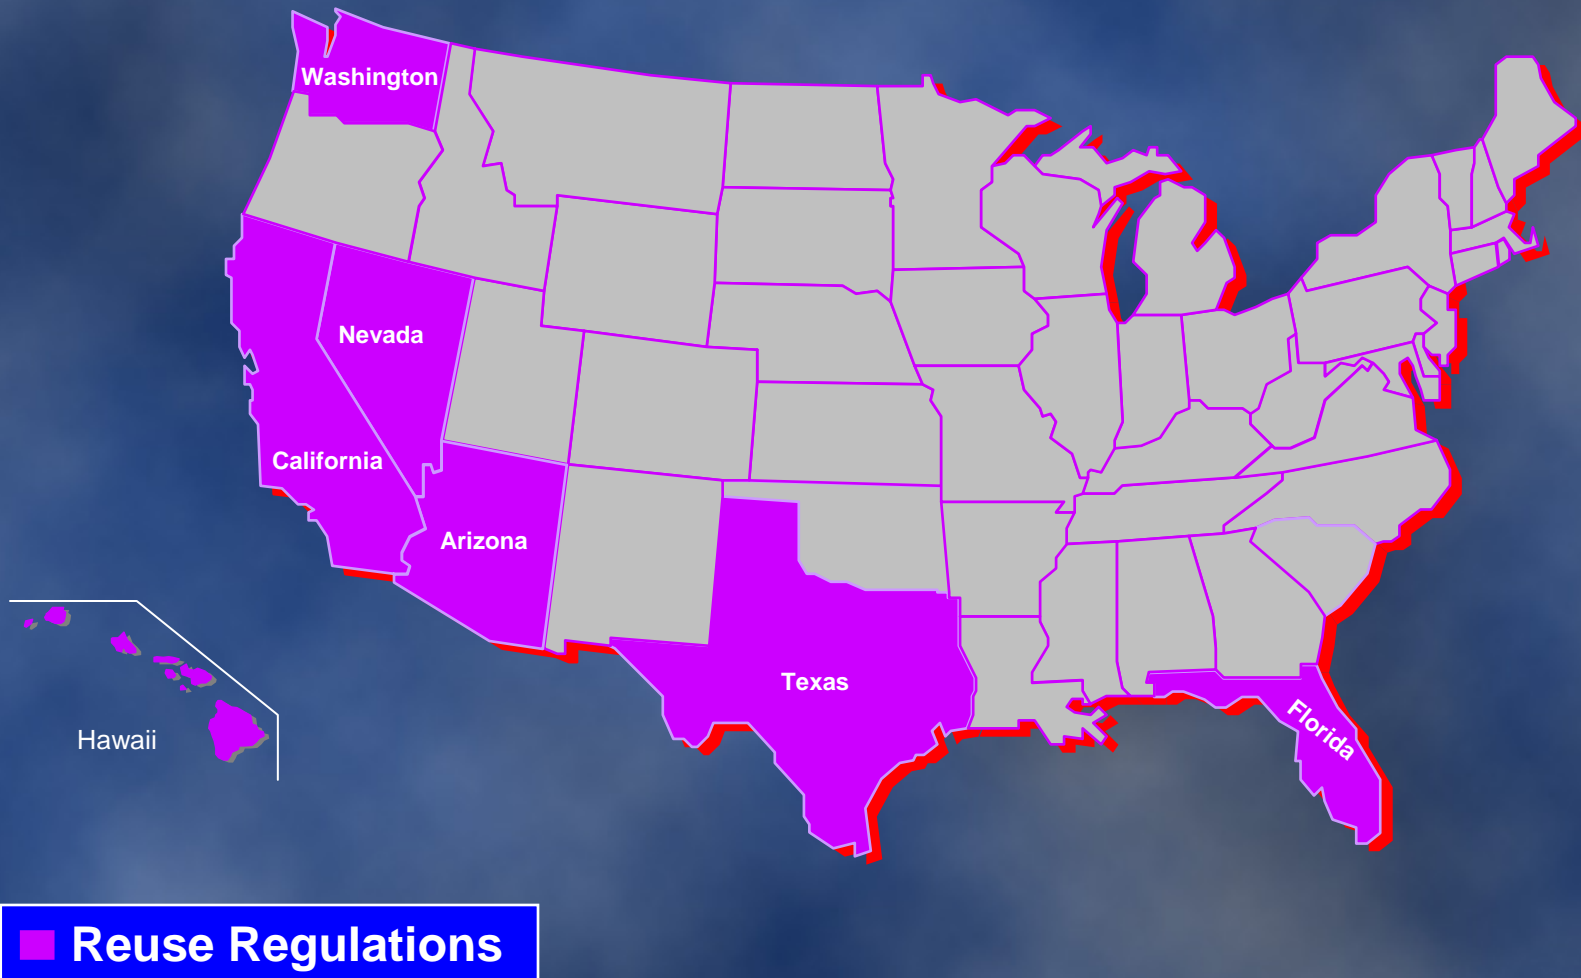 Washington
Nevada
California
Arizona
Texas
Florida
Hawaii
Reuse Regulations